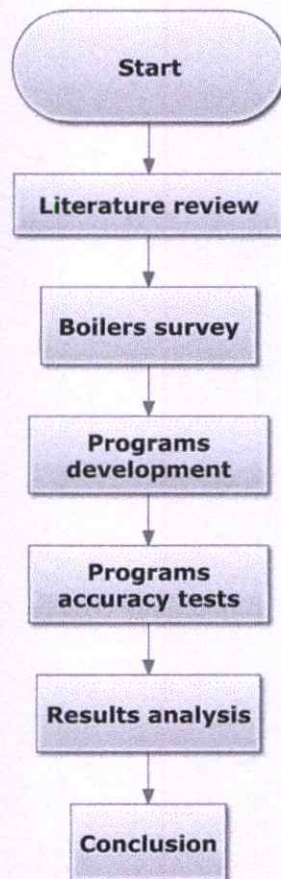 Start
Literature review
Boilers survey
Programs
development
Programs
accuracy tests
Results analysis
Conclusion